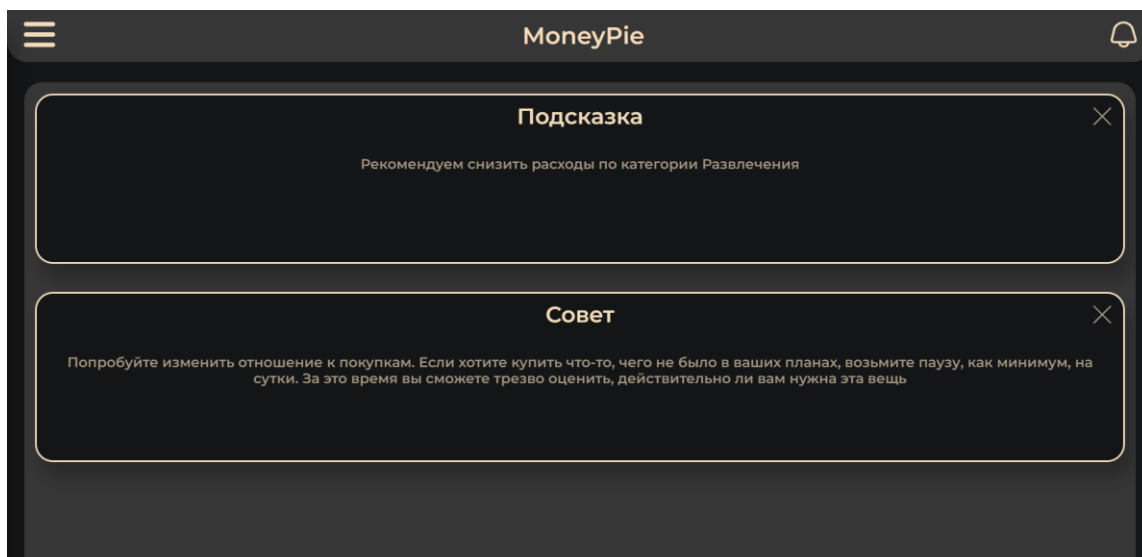 MoneyPie
Подсказка
Рекомендуем снизить расходы по категории Развлечения
Совет
Попробуйте изменить отношение к покупкам. Если хотите купить что-то, чего не было в ваших планах, возьмите паузу, как минимум, на
сутки. За это время вы сможете трезво оценить, действительно ли вам нужна эта вещь